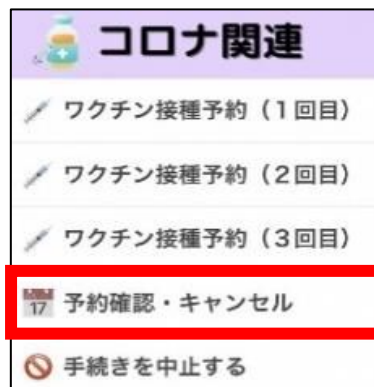 コロナ関連
ワクチン接種予約（1回目）
ワクチン接種予約（2回目）
ワクチン接種予約（3回目）
17 予約確認・キャンセル
手続きを中止する